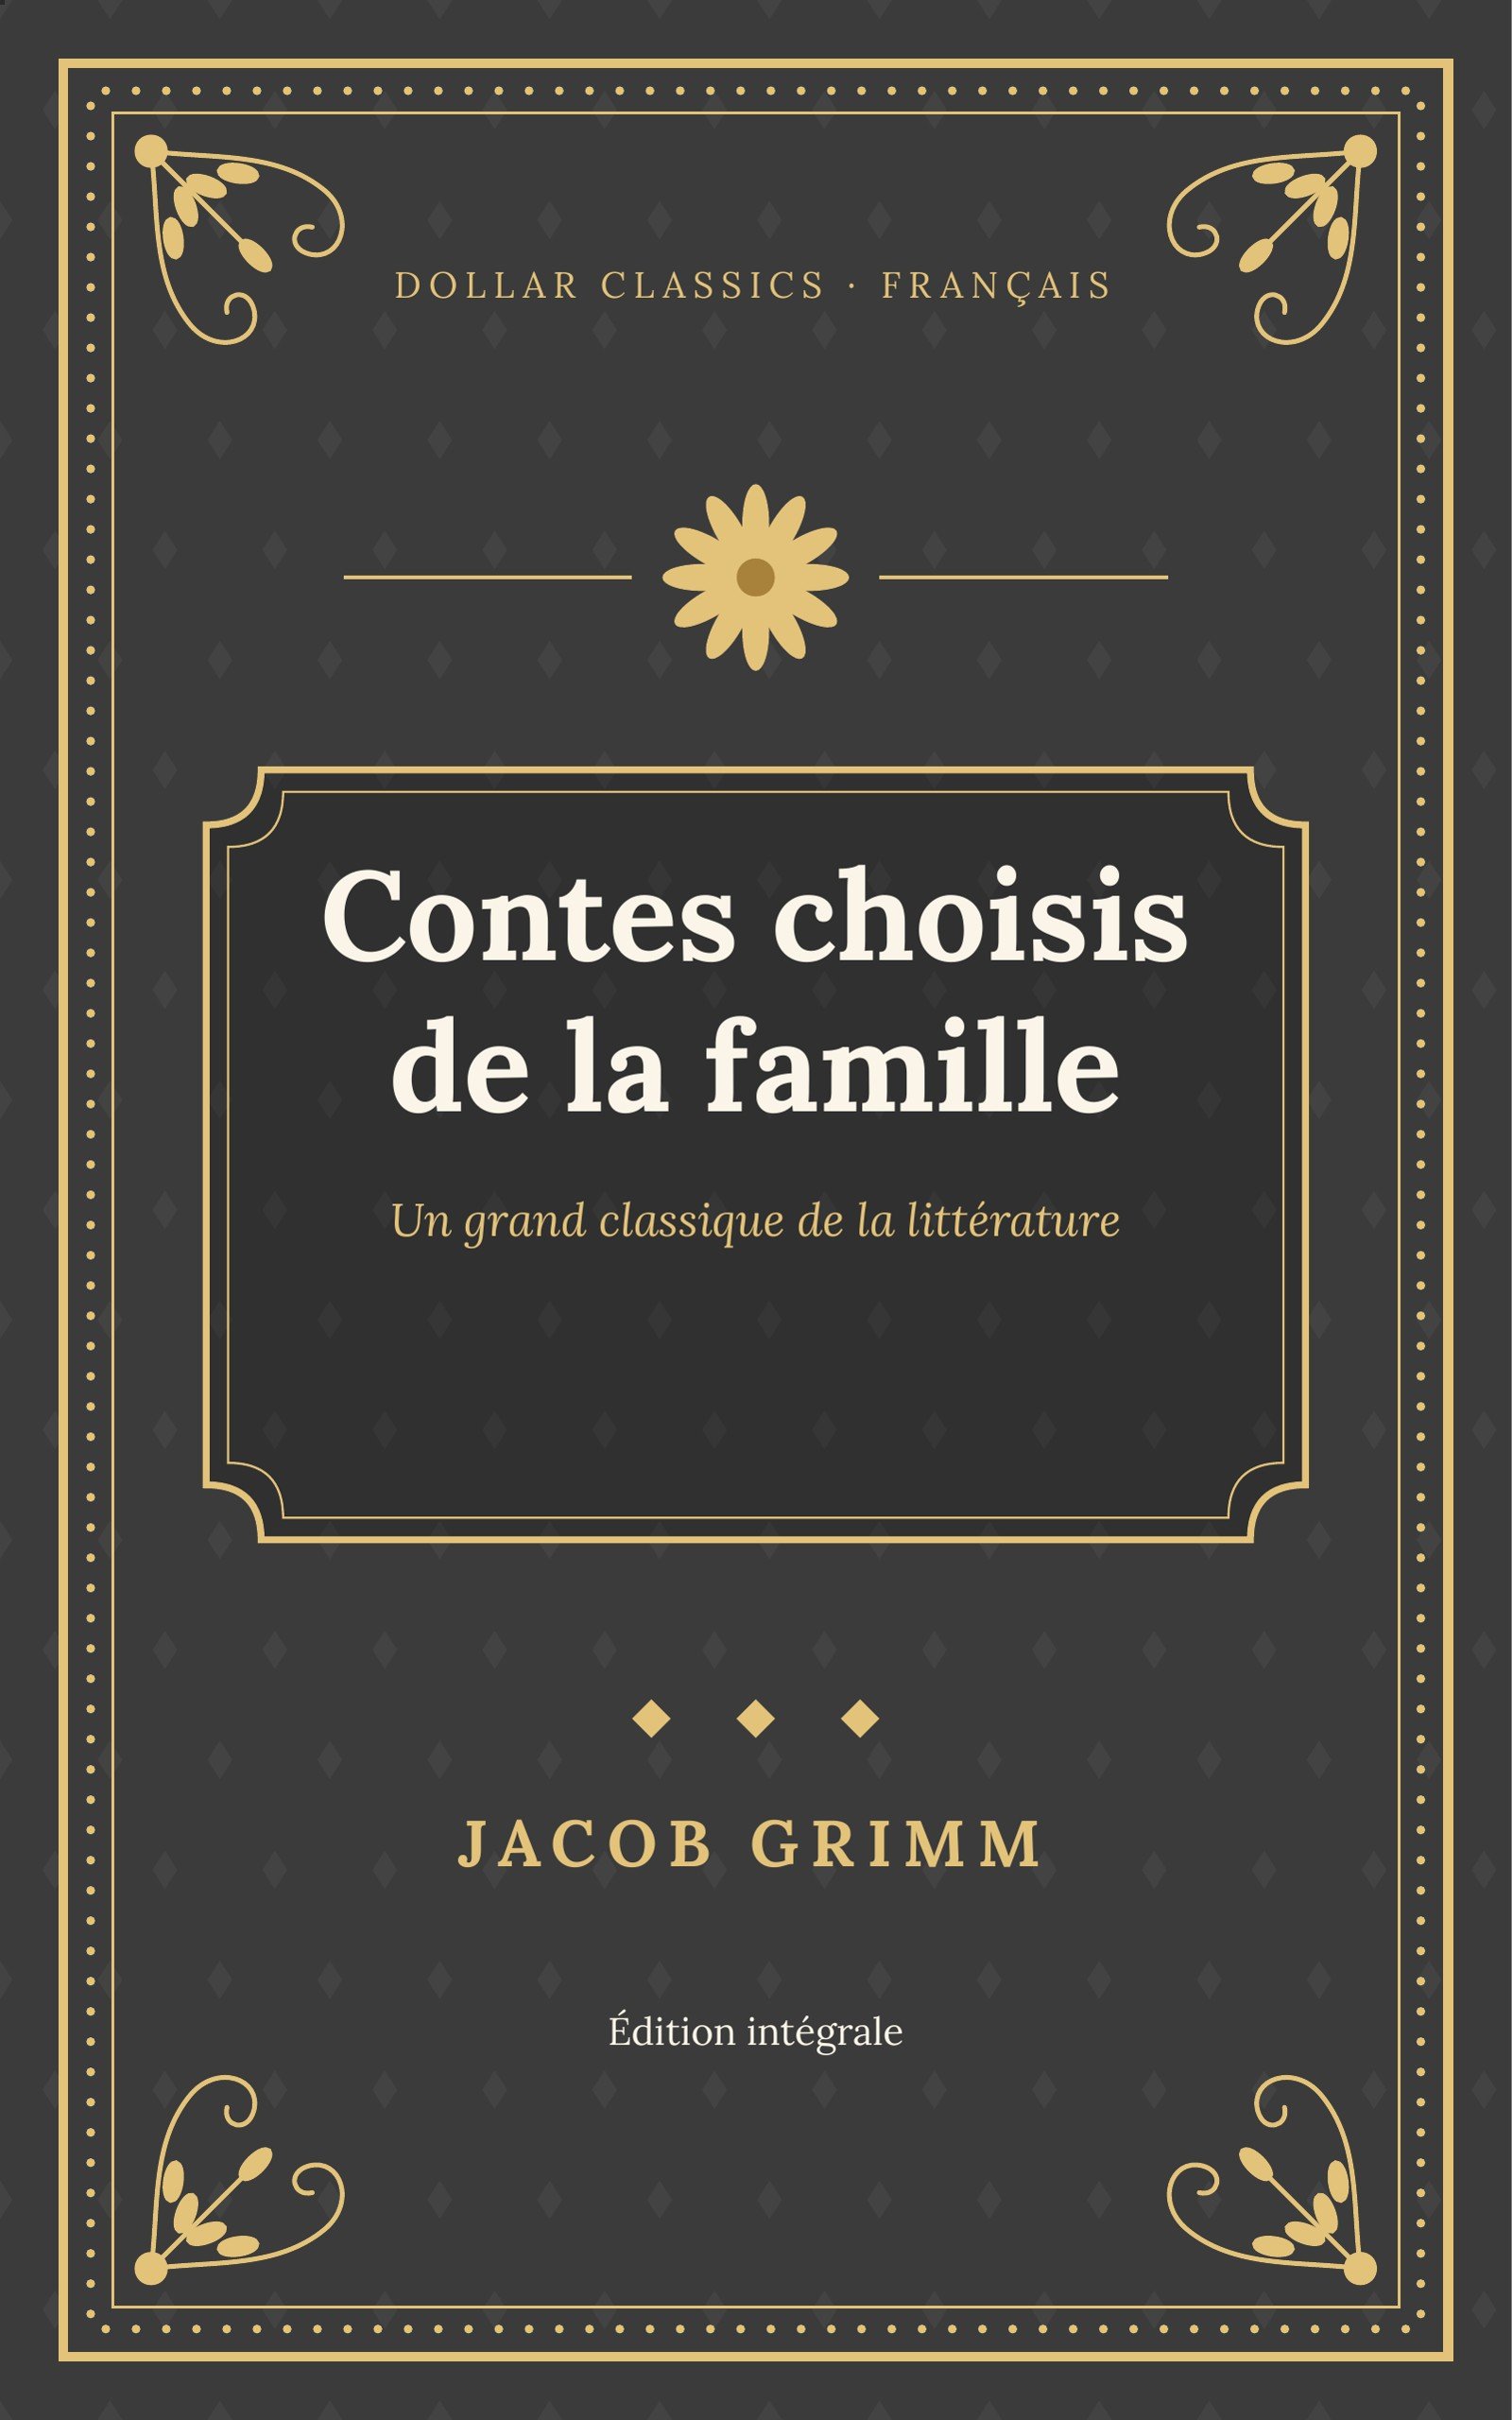 DOLLAR CLASSICS · FRANÇAIS
Contes choisis
de la famille
Un grand classique de la littérature
JACOB GRIMM
Édition intégrale